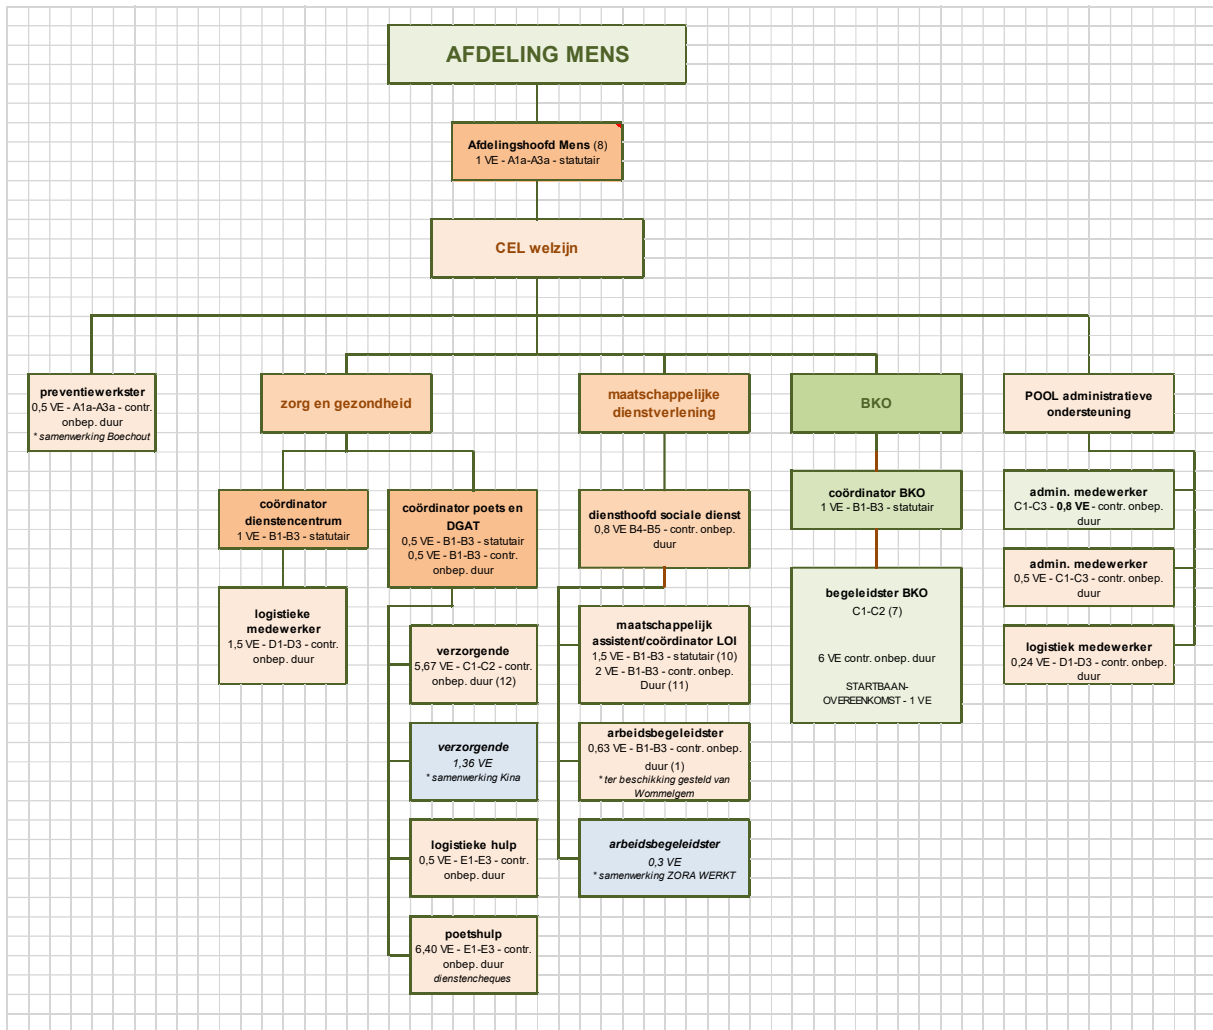 AFDELING MENS
Afdelingshoofd Mens (8)
1 VE - A1a-A3a - statutair
CEL welzijn
preventiewerkster
0,5 VE - A1a-A3a - contr.
onbep. duur
* samenwerking Boechout
zorg en gezondheid
coördinator
dienstencentrum
1 VE - B1-B3 - statutair
logistieke
medewerker
1,5 VE - D1-D3 - contr.
onbep. duur
coördinator poets en
DGAT
0,5 VE - B1-B3 - statutair
0,5 VE - B1-B3 - contr.
onbep. duur
verzorgende
5,67 VE - C1-C2 - contr.
onbep. duur (12)
verzorgende
1,36 VE
* samenwerking Kina
logistieke hulp
0,5 VE - E1-E3 - contr.
onbep. duur
poetshulp
6,40 VE - E1-E3 - contr.
onbep. duur
dienstencheques
maatschappelijke
dienstverlening
diensthoofd sociale dienst
0,8 VE B4-B5 - contr. onbep.
duur
maatschappelijk
assistent/coördinator LOI
1,5 VE - B1-B3 - statutair (10)
2 VE - B1-B3 - contr. onbep.
Duur (11)
arbeidsbegeleidster
0,63 VE - B1-B3 - contr. onbep.
duur (1)
* ter beschikking gesteld van
Wommelgem
arbeidsbegeleidster
0,3 VE
* samenwerking ZORA WERKT
BKO
coördinator BKO
1 VE - B1-B3 - statutair
begeleidster BKO
C1-C2 (7)
6 VE contr. onbep. duur
STARTBAAN-
OVEREENKOMST - 1 VE
POOL administratieve
ondersteuning
admin. medewerker
C1-C3 - 0,8 VE - contr. onbep.
duur
admin. medewerker
0,5 VE - C1-C3 - contr. onbep.
duur
logistiek medewerker
0,24 VE - D1-D3 - contr. onbep.
duur